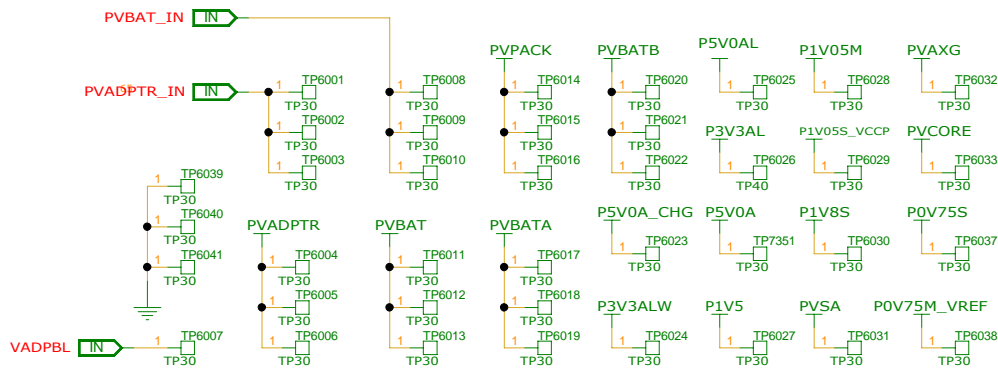 PVBAT_IN IN
PVADPTR_IN IN
1 TP6001 TP30
1 TP6002 TP30
1 TP6003 TP30
1 TP6008 TP30
1 TP6009 TP30
1 TP6010 TP30
PVPACK
1 TP6014 TP30
1 TP6015 TP30
1 TP6016 TP30
PVBATB
1 TP6020 TP30
1 TP6021 TP30
1 TP6022 TP30
P5V0AL
1 TP6025 TP30
P3V3AL
1 TP6026 TP40
P1V05M
1 TP6028 TP30
P1V05S_VCCP
1 TP6029 TP30
PVAXG
1 TP6032 TP30
PVCORE
1 TP6033 TP30
1 TP6039 TP30
1 TP6040 TP30
1 TP6041 TP30
VADPBL IN
1 TP6007 TP30
PVADPTR
1 TP6004 TP30
1 TP6005 TP30
1 TP6006 TP30
PVBAT
1 TP6011 TP30
1 TP6012 TP30
1 TP6013 TP30
PVBATA
1 TP6017 TP30
1 TP6018 TP30
1 TP6019 TP30
P5V0A_CHG
1 TP6023 TP30
P3V3ALW
1 TP6024 TP30
P5V0A
1 TP7351 TP30
P1V5
1 TP6027 TP30
P1V8S
1 TP6030 TP30
PVSA
1 TP6031 TP30
P0V75S
1 TP6037 TP30
P0V75M_VREF
1 TP6038 TP30